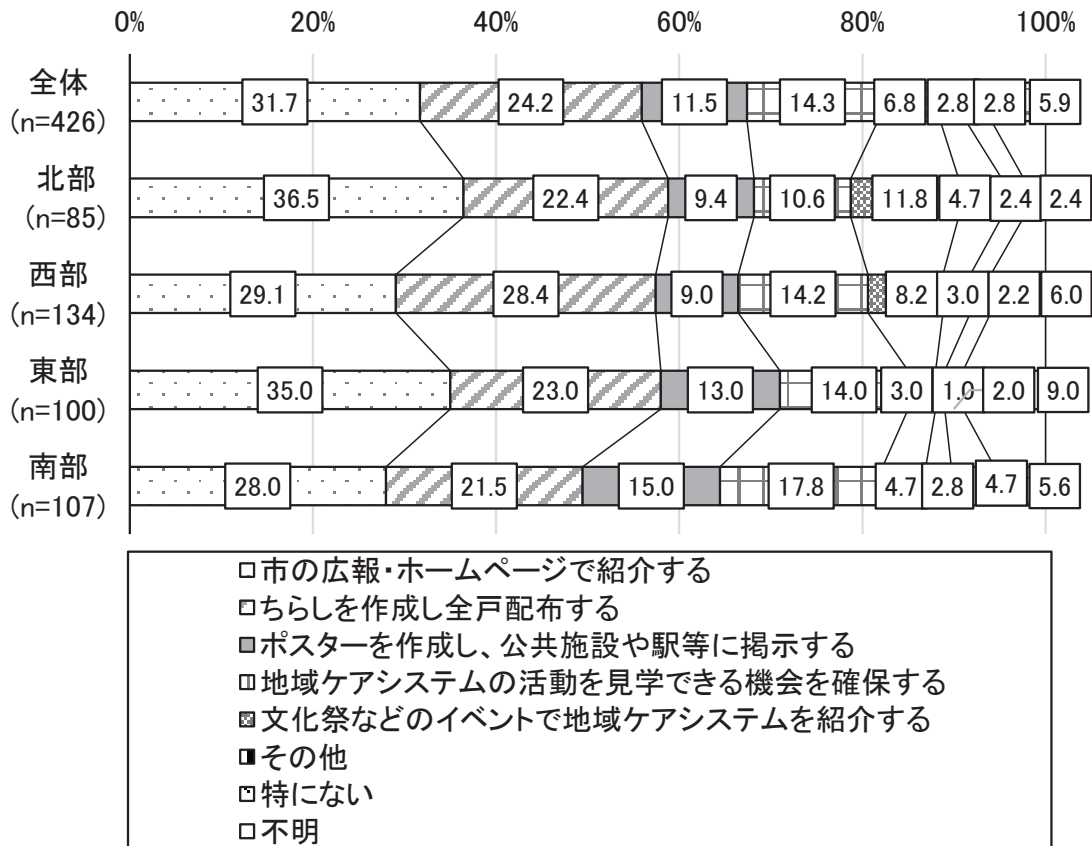 0% 20% 40% 60% 80% 100%
全体 31.7 24.2 11.5 14.3 6.8 2.8 2.8 5.9
(n=426)
北部 36.5 22.4 9.4 10.6 11.8 4.7 2.4 2.4
(n=85)
西部 29.1 28.4 9.0 14.2 8.2 3.0 2.2 6.0
(n=134)
東部 35.0 23.0 13.0 14.0 3.0 1.0 2.0 9.0
(n=100)
南部 28.0 21.5 15.0 17.8 4.7 2.8 4.7 5.6
(n=107)
市の広報・ホームページで紹介する
ちらしを作成し全戸配布する
ポスターを作成し、公共施設や駅等に掲示する
地域ケアシステムの活動を見学できる機会を確保する
文化祭などのイベントで地域ケアシステムを紹介する
その他
特にない
不明